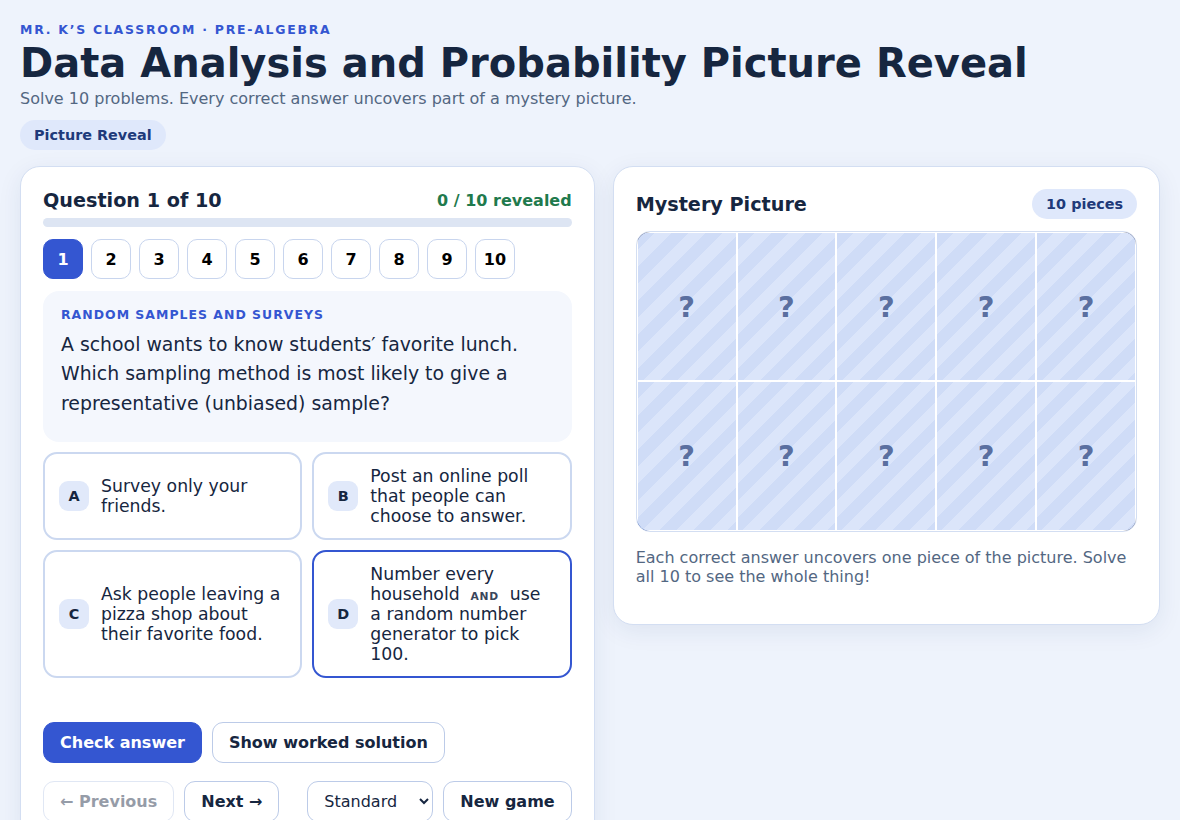 MR. K’S CLASSROOM · PRE-ALGEBRA
Data Analysis and Probability Picture Reveal
Solve 10 problems. Every correct answer uncovers part of a mystery picture.
Picture Reveal
Question 1 of 10
0 / 10 revealed
1 2 3 4 5 6 7 8 9 10
RANDOM SAMPLES AND SURVEYS
A school wants to know students′ favorite lunch.
Which sampling method is most likely to give a
representative (unbiased) sample?
A
Survey only your
friends.
B
Post an online poll
that people can
choose to answer.
C
Ask people leaving a
pizza shop about
their favorite food.
D
Number every
household AND use
a random number
generator to pick
100.
Check answer
Show worked solution
← Previous
Next →
Standard
New game
Mystery Picture
10 pieces
? ? ? ? ?
? ? ? ? ?
Each correct answer uncovers one piece of the picture. Solve
all 10 to see the whole thing!